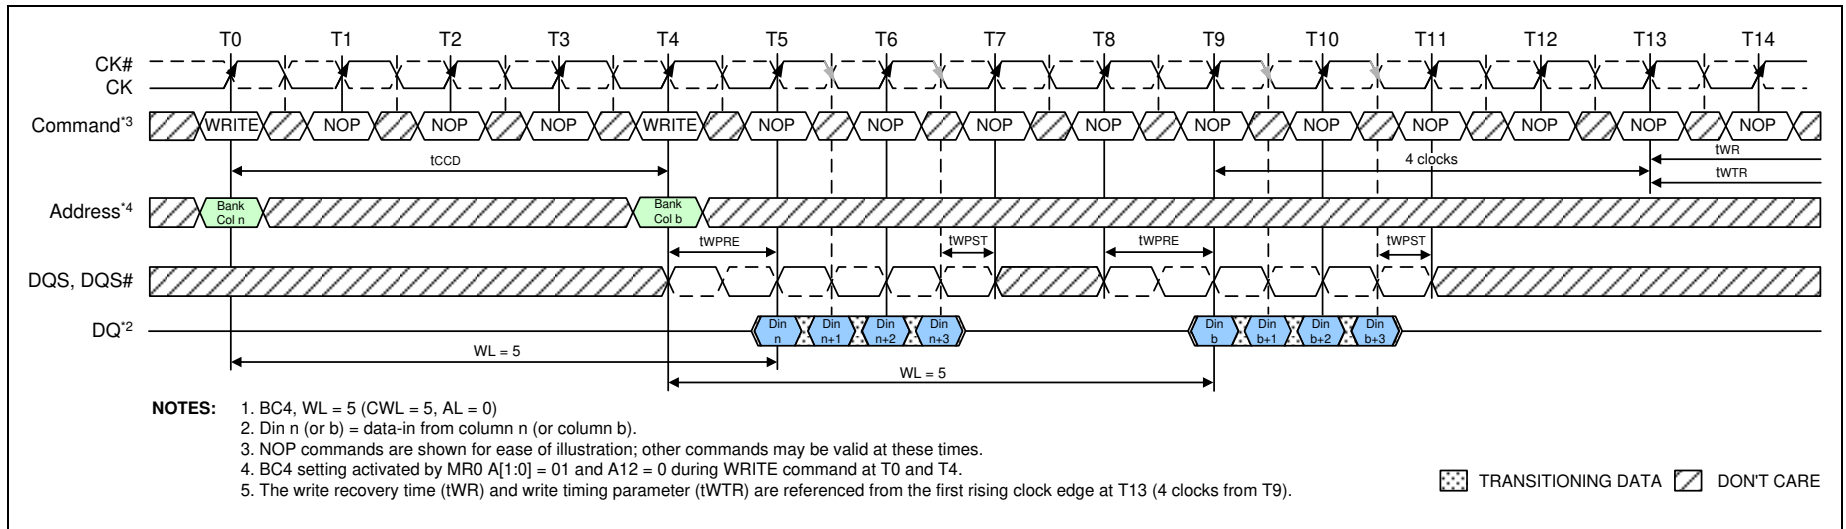 T0 T1 T2 T3 T4 T5 T6 T7 T8 T9 T10 T11 T12 T13 T14
CK#
CK
Command*3 WRITE NOP NOP NOP WRITE NOP NOP NOP NOP NOP NOP NOP NOP NOP NOP
tCCD 4 clocks tWR
tWTR
Address*4 Bank Col n Bank Col b
tWPRE tWPST tWPRE tWPST
DQS, DQS#
DQ*2 Din n Din n+1 Din n+2 Din n+3 Din b Din b+1 Din b+2 Din b+3
WL = 5
WL = 5
NOTES: 1. BC4, WL = 5 (CWL = 5, AL = 0)
2. Din n (or b) = data-in from column n (or column b).
3. NOP commands are shown for ease of illustration; other commands may be valid at these times.
4. BC4 setting activated by MR0 A[1:0] = 01 and A12 = 0 during WRITE command at T0 and T4.
5. The write recovery time (tWR) and write timing parameter (tWTR) are referenced from the first rising clock edge at T13 (4 clocks from T9).
TRANSITIONING DATA DON'T CARE